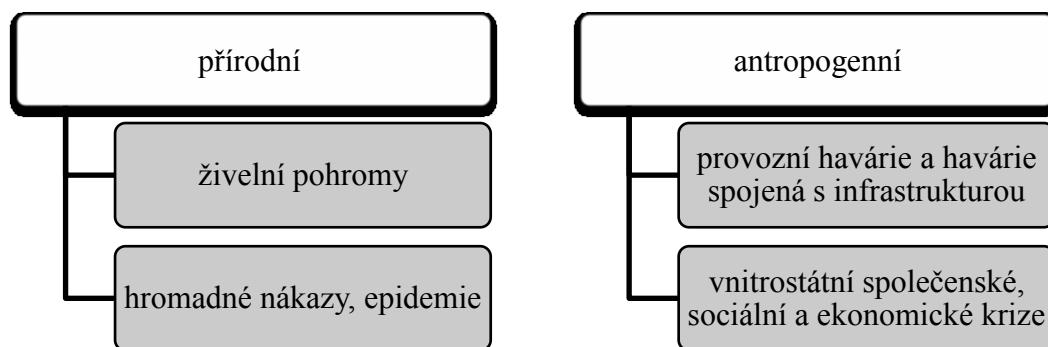 přírodní
živelní pohromy
hromadné nákazy, epidemie
antropogenní
provozní havárie a havárie
spojená s infrastrukturou
vnitrostátní společenské,
sociální a ekonomické krize